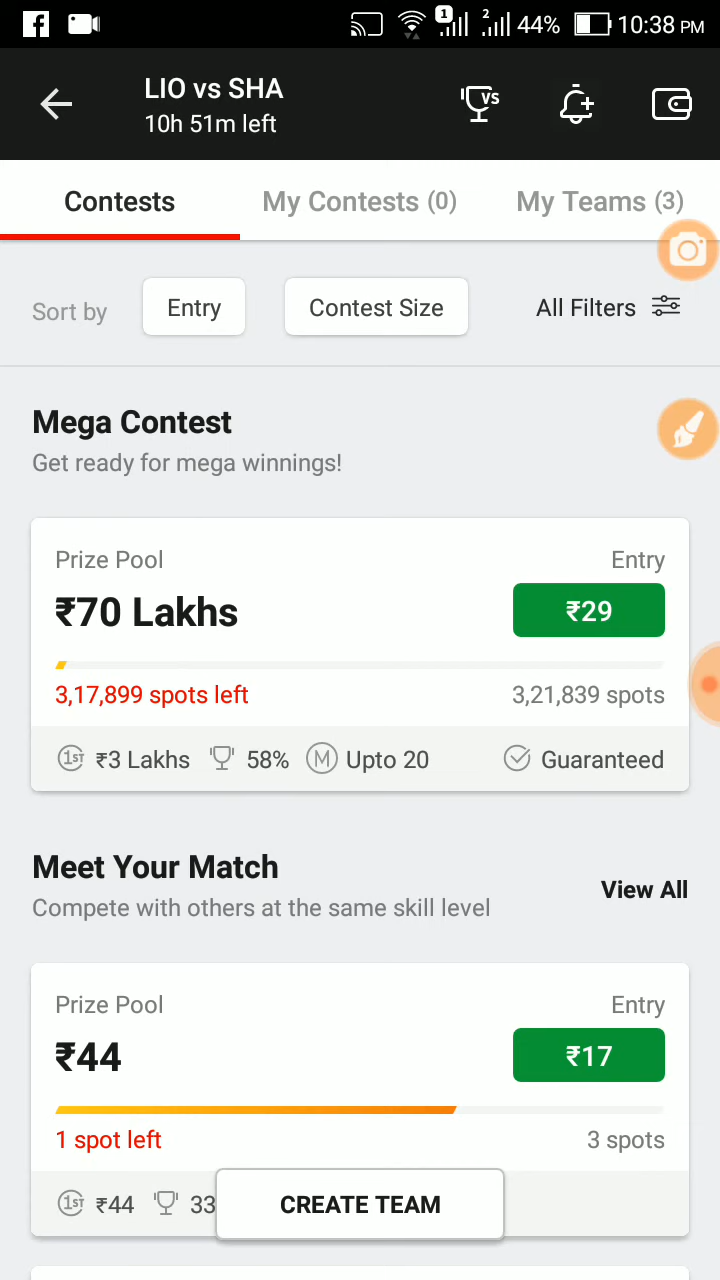 1 2 44% 10:38 PM
LIO vs SHA
10h 51m left
VS
Contests My Contests (0) My Teams (3)
Sort by Entry Contest Size All Filters
Mega Contest
Get ready for mega winnings!
Prize Pool Entry
₹70 Lakhs ₹29
3,17,899 spots left 3,21,839 spots
1ST ₹3 Lakhs 58% M Upto 20 Guaranteed
Meet Your Match
View All
Compete with others at the same skill level
Prize Pool Entry
₹44 ₹17
1 spot left 3 spots
1ST ₹44 33
CREATE TEAM